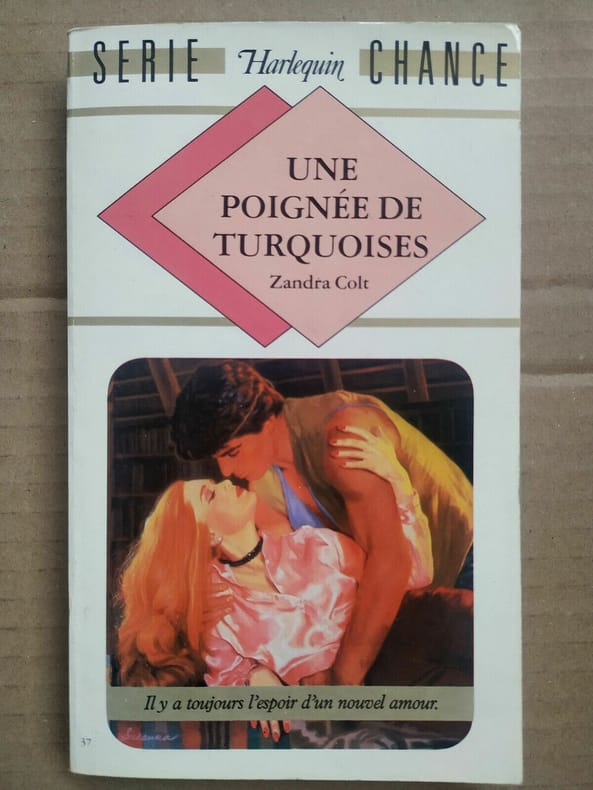 SERIE Harlequin CHANCE
UNE
POIGNÉE DE
TURQUOISES
Zandra Colt
Il y a toujours l'espoir d'un nouvel amour.
37